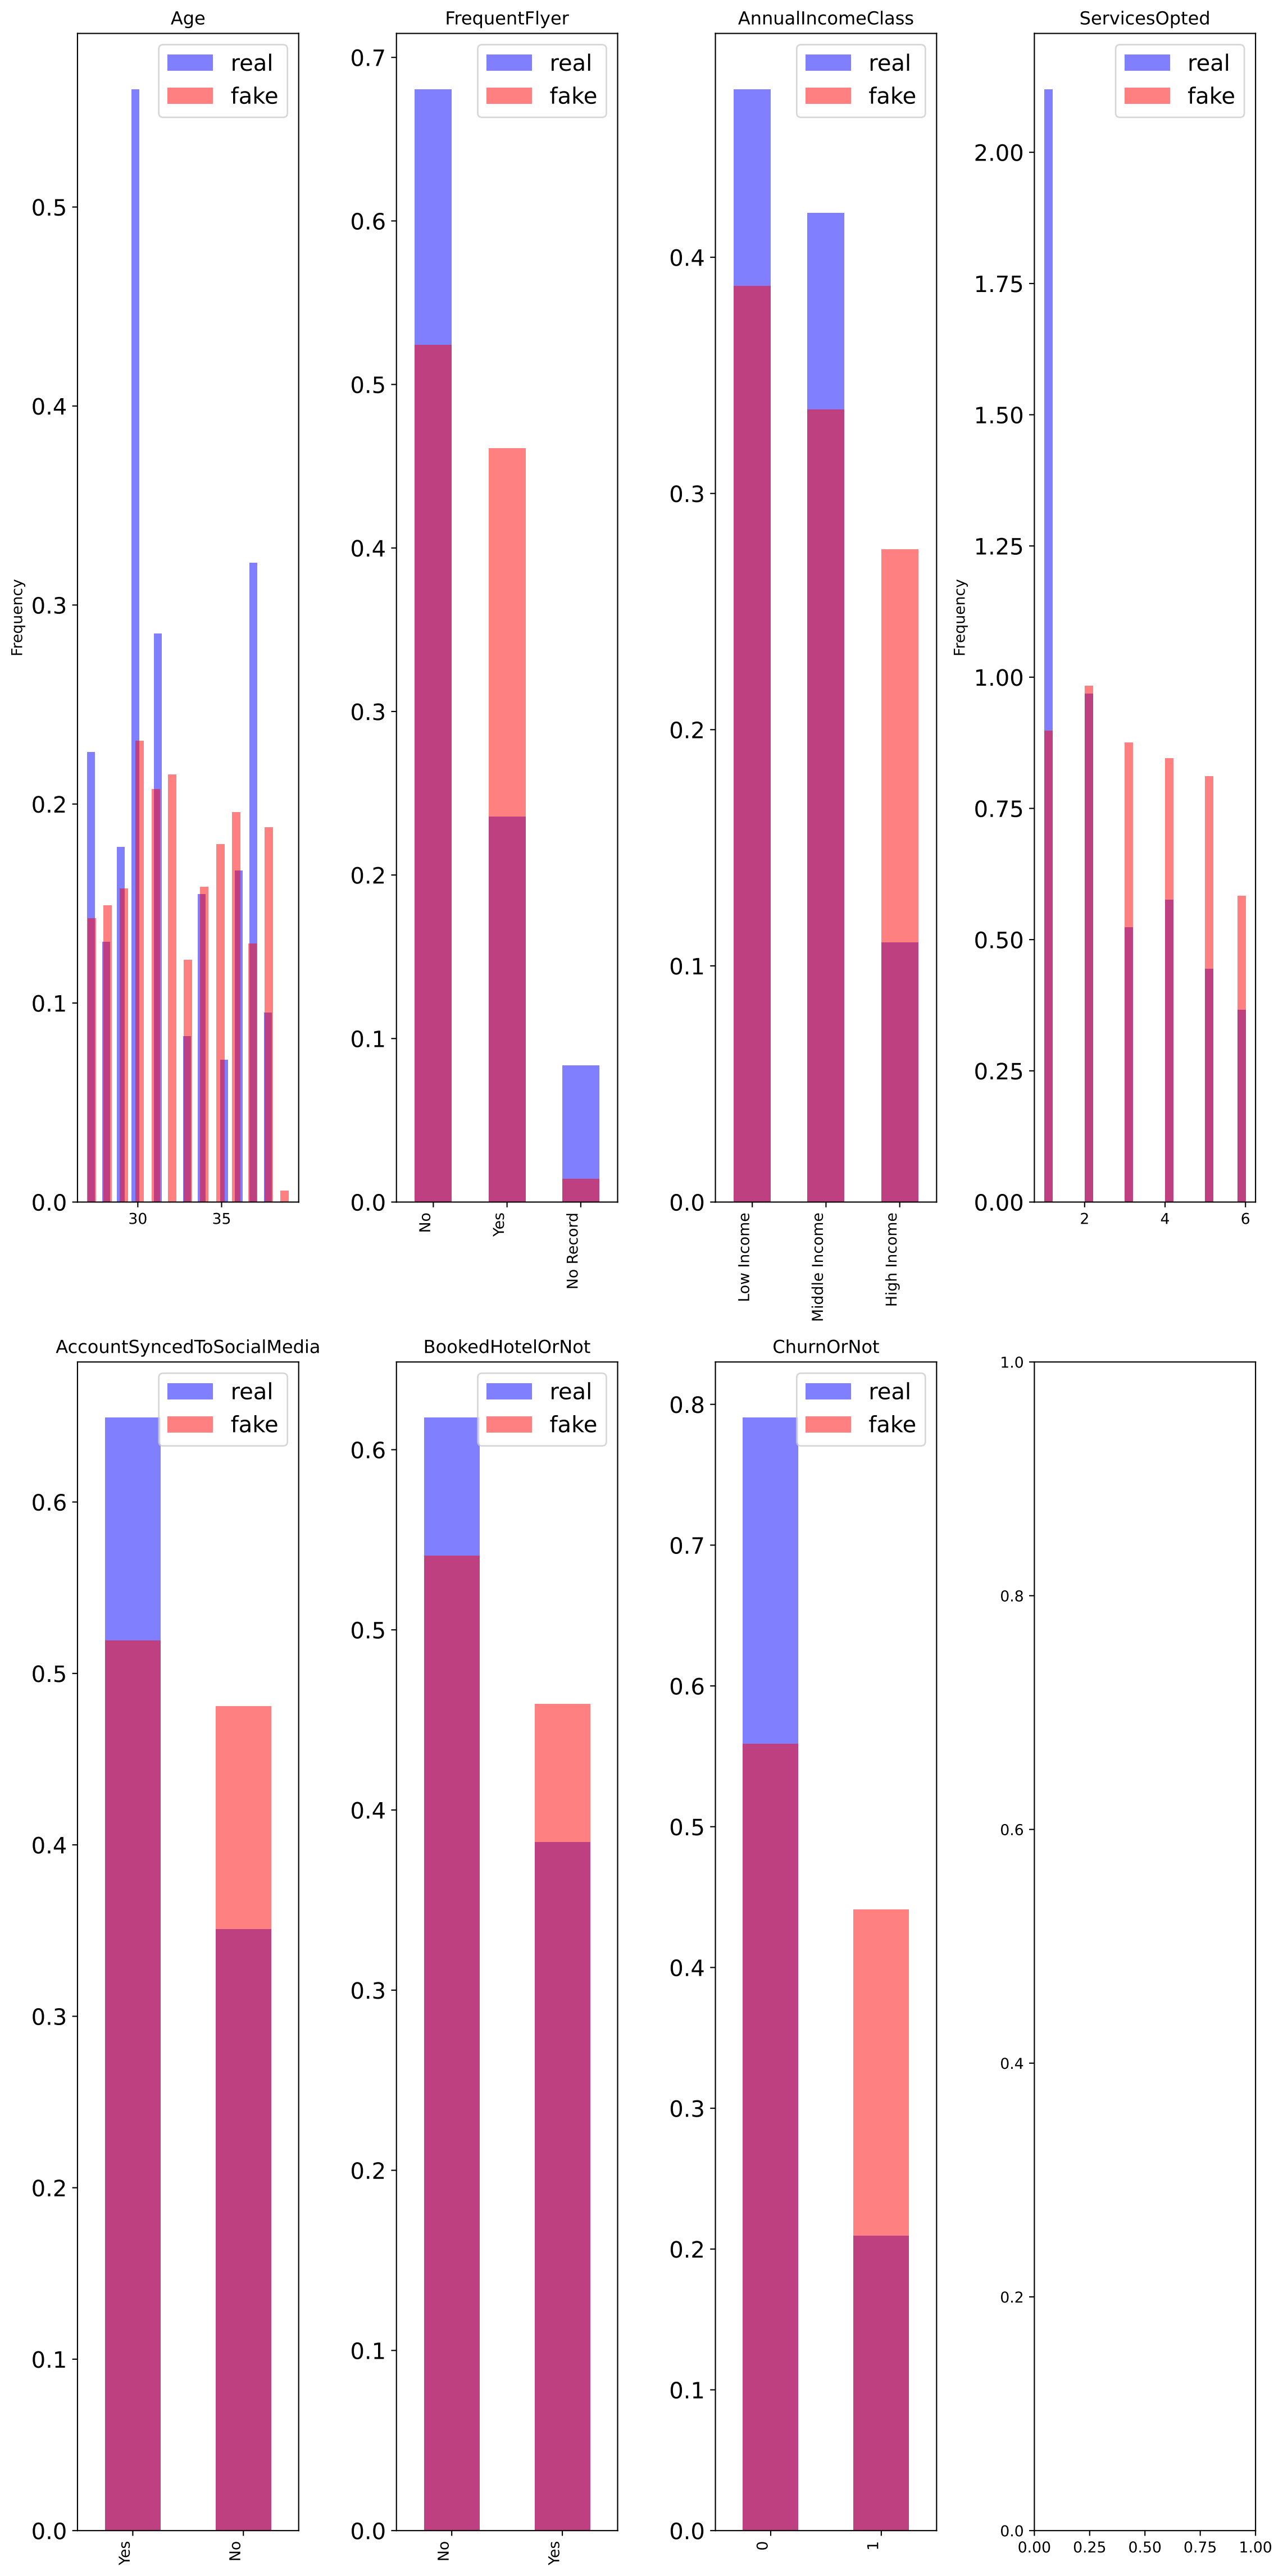 Age
FrequentFlyer
AnnualIncomeClass
ServicesOpted
real
fake
real
fake
real
fake
real
fake
Frequency
0.5
0.4
0.3
0.2
0.1
0.0
30
35
0.7
0.6
0.5
0.4
0.3
0.2
0.1
0.0
No
Yes
No Record
0.4
0.3
0.2
0.1
0.0
Low Income
Middle Income
High Income
Frequency
2.00
1.75
1.50
1.25
1.00
0.75
0.50
0.25
0.00
2
4
6
AccountSyncedToSocialMedia
BookedHotelOrNot
ChurnOrNot
real
fake
real
fake
real
fake
0.6
0.5
0.4
0.3
0.2
0.1
0.0
Yes
No
0.6
0.5
0.4
0.3
0.2
0.1
0.0
No
Yes
0.8
0.7
0.6
0.5
0.4
0.3
0.2
0.1
0.0
0
1
1.0
0.8
0.6
0.4
0.2
0.0
0.00
0.25
0.50
0.75
1.00